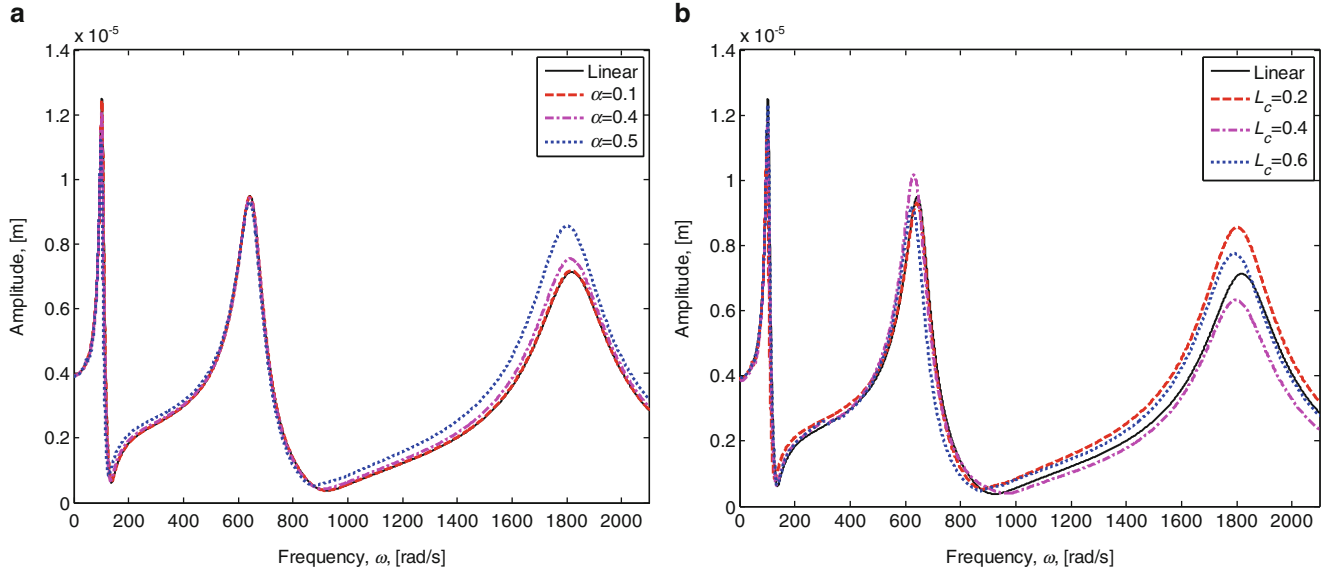 a
x 10-5
1.4
1.2
1
0.8
0.6
0.4
0.2
0
Amplitude, [m]
0 200 400 600 800 1000 1200 1400 1600 1800 2000
Frequency, ω, [rad/s]
Linear
α=0.1
α=0.4
α=0.5
b
x 10-5
1.4
1.2
1
0.8
0.6
0.4
0.2
0
Amplitude, [m]
0 200 400 600 800 1000 1200 1400 1600 1800 2000
Frequency, ω, [rad/s]
Linear
Lc=0.2
Lc=0.4
Lc=0.6